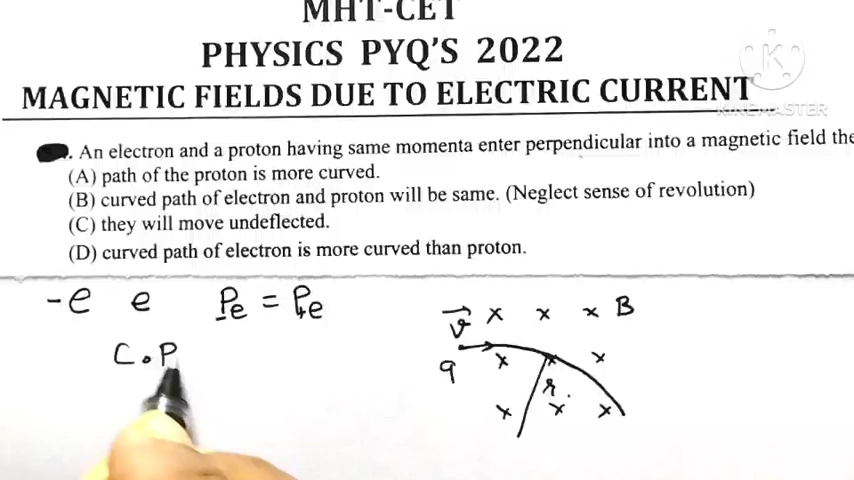 MHT-CET
PHYSICS PYQ'S 2022
MAGNETIC FIELDS DUE TO ELECTRIC CURRENT
K
KINEMASTER
. An electron and a proton having same momenta enter perpendicular into a magnetic field the
(A) path of the proton is more curved.
(B) curved path of electron and proton will be same. (Neglect sense of revolution)
(C) they will move undeflected.
(D) curved path of electron is more curved than proton.
-e e P-e = P+e
C.P
v x x x B
q x x x
r
x x x